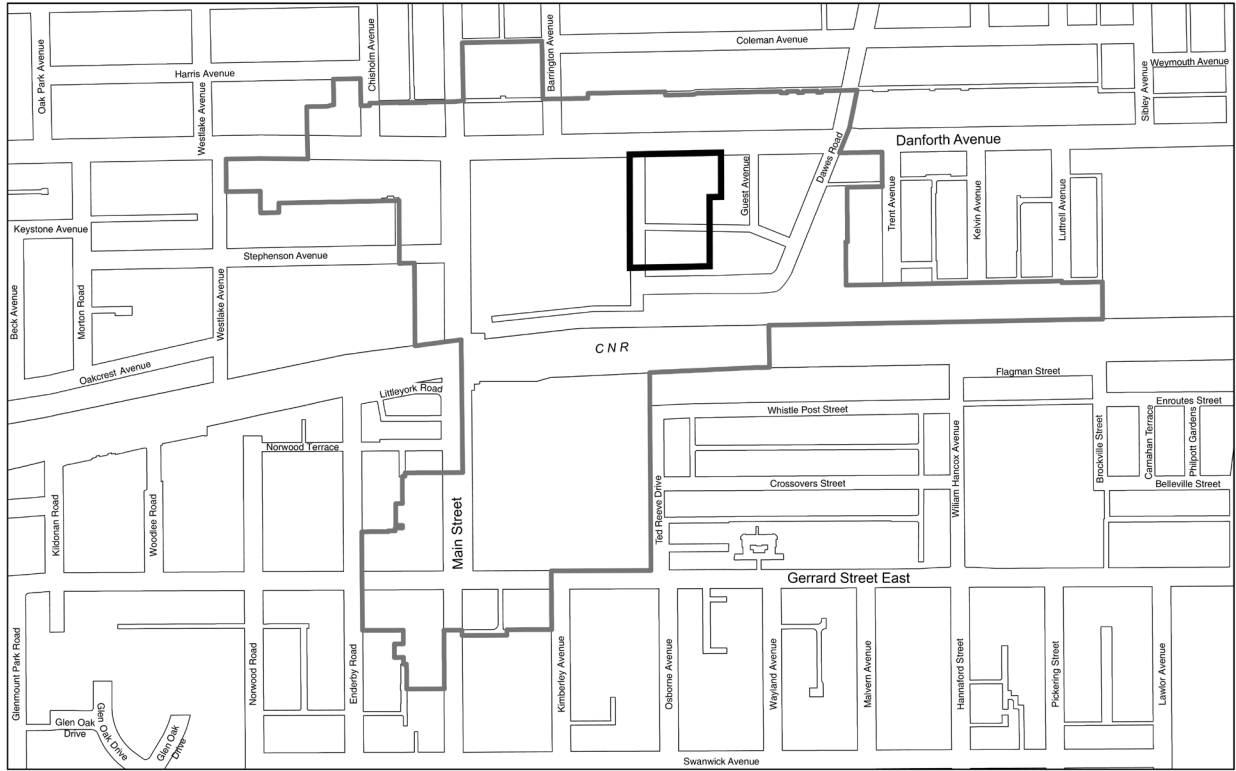 Oak Park Avenue
Harris Avenue
Westlake Avenue
Chisholm Avenue
Barrington Avenue
Coleman Avenue
Sibley Avenue
Weymouth Avenue
Danforth Avenue
Dawes Road
Guest Avenue
Trent Avenue
Kelvin Avenue
Luttrell Avenue
Keystone Avenue
Stephenson Avenue
Beck Avenue
Morton Road
Westlake Avenue
Oakcrest Avenue
CNR
Littleyork Road
Flagman Street
Whistle Post Street
Enroutes Street
Norwood Terrace
William Hancox Avenue
Brockville Street
Carnahan Terrace
Philpott Gardens
Crossovers Street
Belleville Street
Kildonan Road
Woodlee Road
Main Street
Ted Reeve Drive
Gerrard Street East
Glenmount Park Road
Norwood Road
Enderby Road
Kimberley Avenue
Osborne Avenue
Wayland Avenue
Malvern Avenue
Hannaford Street
Pickering Street
Lawlor Avenue
Glen Oak
Drive
Glen Oak Drive
Glen Oak
Drive
Swanwick Avenue